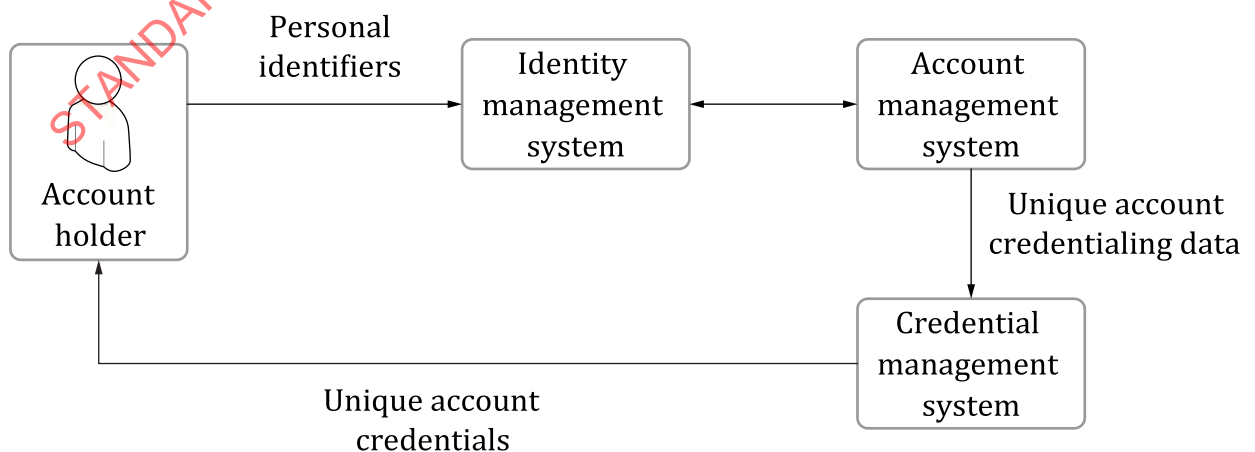 Personal
identifiers
Identity
management
system
Account
management
system
STANDA
Account
holder
Unique account
credentialing data
Credential
management
system
Unique account
credentials